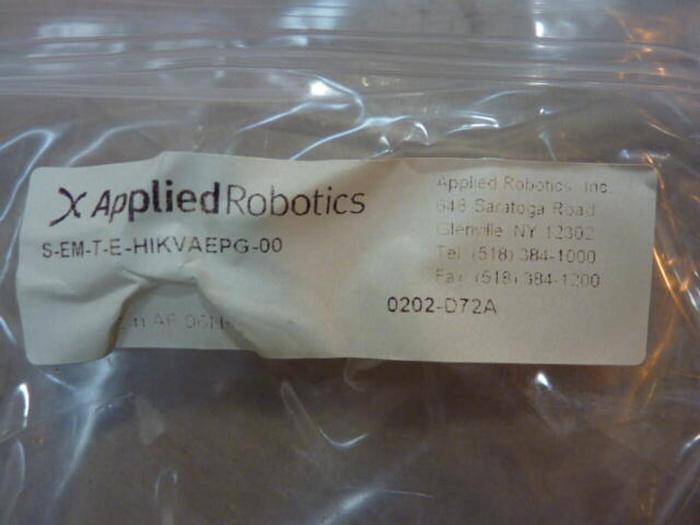 Applied Robotics
S-EM-T-E-HIKVAEPG-00
Applied Robotics, Inc.
648 Saratoga Road
Glenville NY 12302
Tel (518) 384-1000
Fax (518) 384-1200
0202-D72A